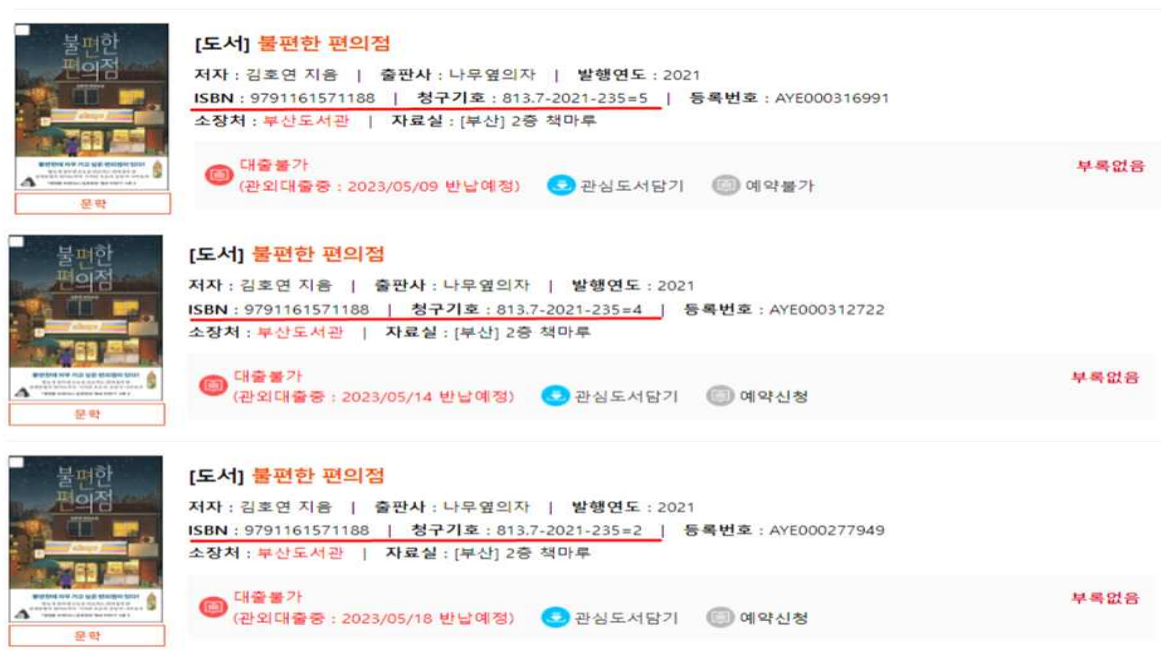 불편한
편의점
[도서] 불편한 편의점
저자 : 김호연 지음 | 출판사 : 나무옆의자 | 발행연도 : 2021
ISBN : 9791161571188 | 청구기호 : 813.7-2021-235=5 | 등록번호 : AYE000316991
소장처 : 부산도서관 | 자료실 : [부산] 2층 책마루
대출불가
(관외대출중 : 2023/05/09 반납예정) 관심도서담기 예약불가
부록없음
문학
불편한
편의점
[도서] 불편한 편의점
저자 : 김호연 지음 | 출판사 : 나무옆의자 | 발행연도 : 2021
ISBN : 9791161571188 | 청구기호 : 813.7-2021-235=4 | 등록번호 : AYE000312722
소장처 : 부산도서관 | 자료실 : [부산] 2층 책마루
대출불가
(관외대출중 : 2023/05/14 반납예정) 관심도서담기 예약신청
부록없음
문학
불편한
편의점
[도서] 불편한 편의점
저자 : 김호연 지음 | 출판사 : 나무옆의자 | 발행연도 : 2021
ISBN : 9791161571188 | 청구기호 : 813.7-2021-235=2 | 등록번호 : AYE000277949
소장처 : 부산도서관 | 자료실 : [부산] 2층 책마루
대출불가
(관외대출중 : 2023/05/18 반납예정) 관심도서담기 예약신청
부록없음
문학